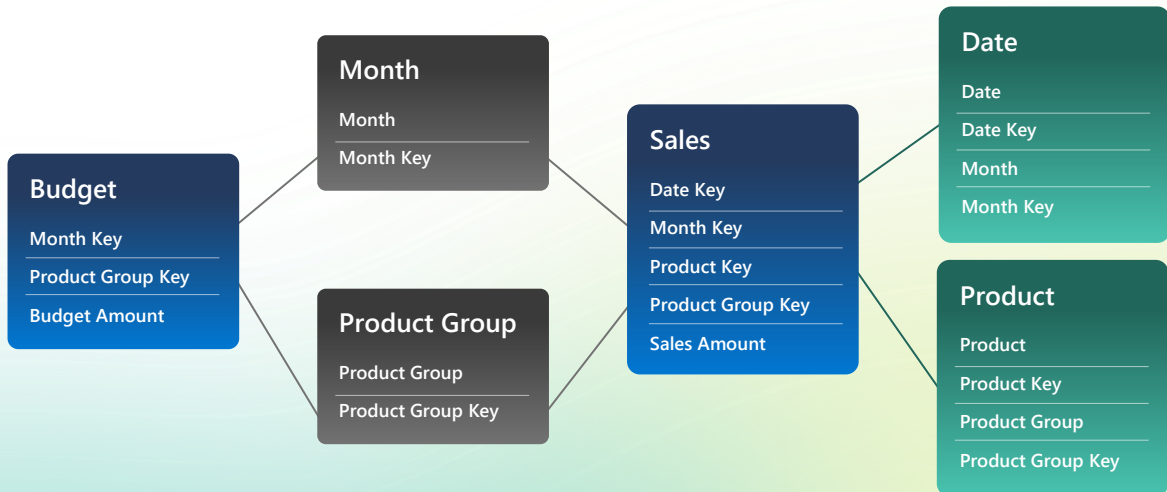 Budget
Month Key
Product Group Key
Budget Amount
Month
Month
Month Key
Product Group
Product Group
Product Group Key
Sales
Date Key
Month Key
Product Key
Product Group Key
Sales Amount
Date
Date
Date Key
Month
Month Key
Product
Product
Product Key
Product Group
Product Group Key